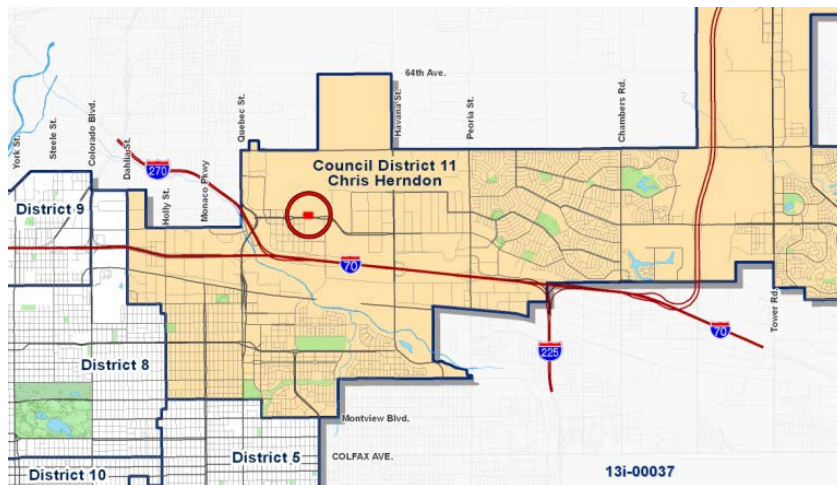 64th Ave.
York St.
Steele St.
Colorado Blvd.
Dahlia St.
Holly St.
Monaco Pkwy
Quebec St.
Havana St.
Peoria St.
Chambers Rd.
270
Council District 11
Chris Herndon
District 9
70
Tower Rd.
70
225
District 8
Montview Blvd.
District 5
COLFAX AVE.
District 10
13i-00037